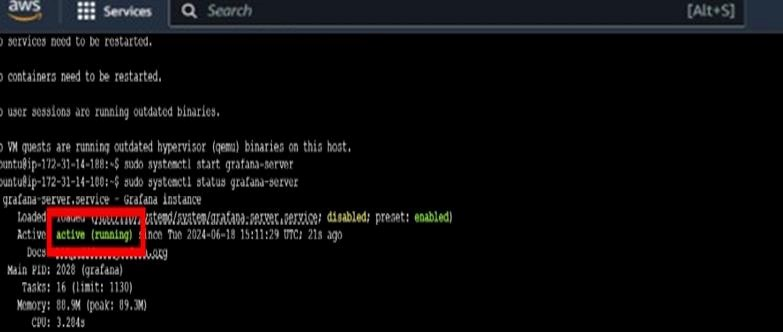 aws
Services
Search
[Alt+S]
o services need to be restarted.
o containers need to be restarted.
o user sessions are running outdated binaries.
o VM guests are running outdated hypervisor (qemu) binaries on this host.
buntu@ip-172-31-14-188:~$ sudo systemctl start grafana-server
buntu@ip-172-31-14-188:~$ sudo systemctl status grafana-server
grafana-server.service - Grafana instance
Loaded: loaded systemd/system/grafana-server.service; disabled; preset: enabled)
Active: active (running) since Tue 2024-06-18 15:11:29 UTC; 21s ago
Docs:
Main PID: 2028 (grafana)
Tasks: 16 (limit: 1130)
Memory: 88.9M (peak: 89.3M)
CPU: 3.284s